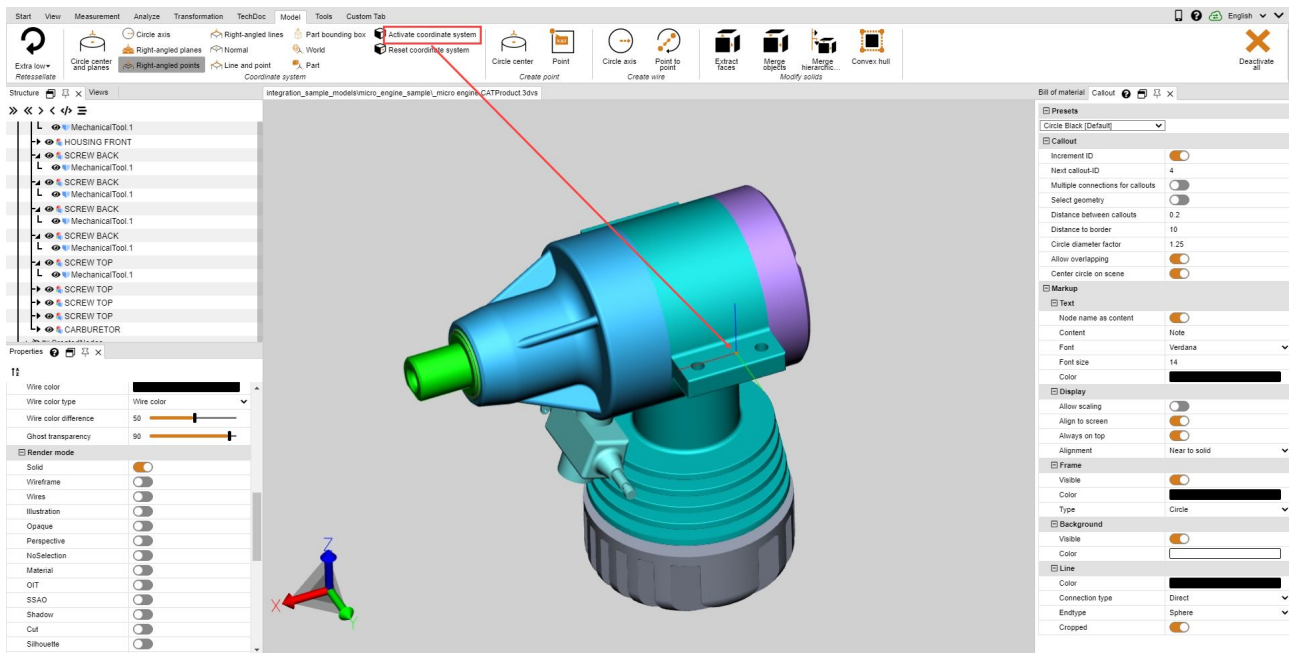 Start View Measurement Analyze Transformation TechDoc Model Tools Custom Tab English
Extra low
Retessellate
Circle center and planes
Circle axis
Right-angled planes
Right-angled points
Right-angled lines
Normal
Line and point
Part bounding box
World
Part
Activate coordinate system
Reset coordinate system
Coordinate system
Circle center
Point
Create point
Circle axis
Point to point
Create wire
Extract faces
Merge objects
Merge hierarchic...
Convex hull
Modify solids
Deactivate all
Structure Views
MechanicalTool.1
HOUSING FRONT
SCREW BACK
MechanicalTool.1
SCREW BACK
MechanicalTool.1
SCREW BACK
MechanicalTool.1
SCREW BACK
MechanicalTool.1
SCREW TOP
MechanicalTool.1
SCREW TOP
SCREW TOP
SCREW TOP
CARBURETOR
Properties
Wire color
Wire color type Wire color
Wire color difference 50
Ghost transparency 90
Render mode
Solid
Wireframe
Wires
Illustration
Opaque
Perspective
NoSelection
Material
OIT
SSAO
Shadow
Cut
Silhouette
integration_sample_models\micro_engine_sample\_micro engine.CATProduct.3dvs
Z
X
Y
Bill of material Callout
Presets
Circle Black [Default]
Callout
Increment ID
Next callout-ID 4
Multiple connections for callouts
Select geometry
Distance between callouts 0.2
Distance to border 10
Circle diameter factor 1.25
Allow overlapping
Center circle on scene
Markup
Text
Node name as content
Content Note
Font Verdana
Font size 14
Color
Display
Allow scaling
Align to screen
Always on top
Alignment Near to solid
Frame
Visible
Color
Type Circle
Background
Visible
Color
Line
Color
Connection type Direct
Endtype Sphere
Cropped